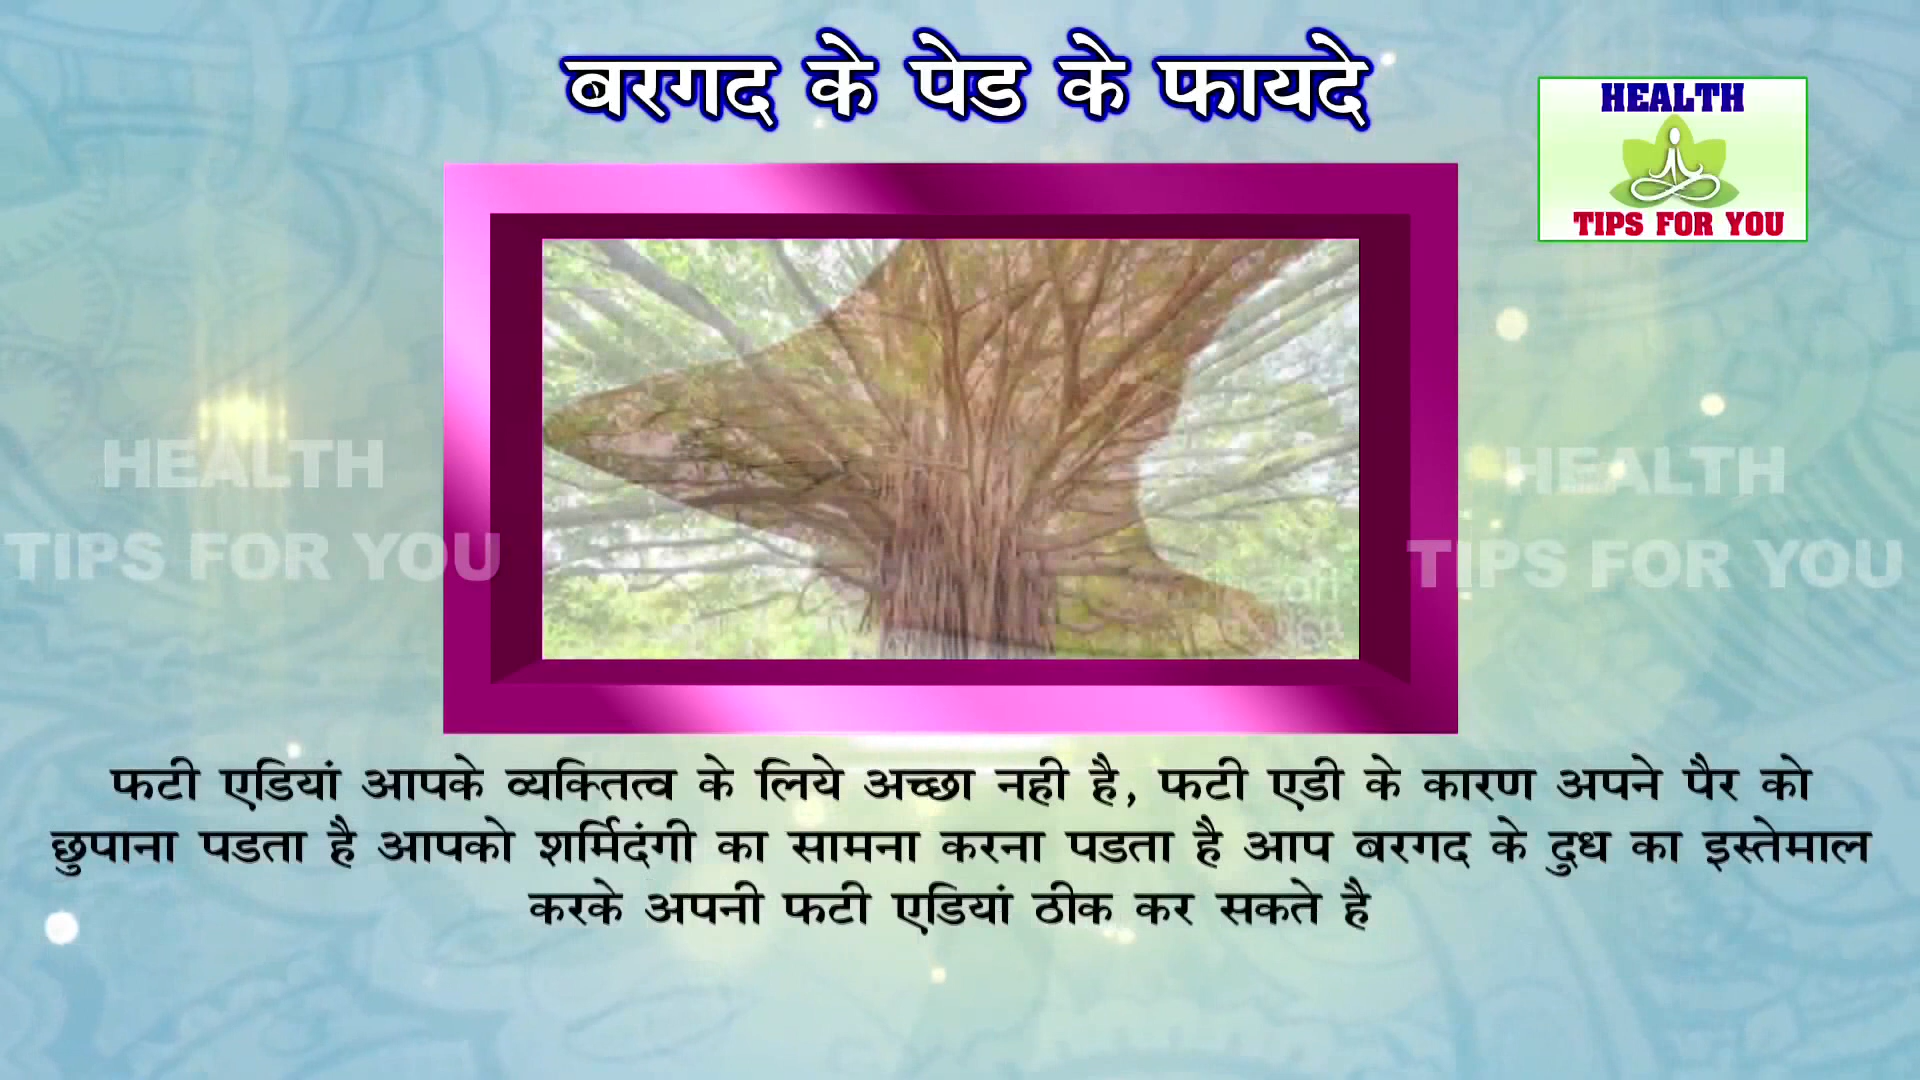 बरगद के पेड के फायदे
HEALTH
TIPS FOR YOU
HEALTH
TIPS FOR YOU
HEALTH
TIPS FOR YOU
फटी एडियां आपके व्यक्तित्व के लिये अच्छा नही है, फटी एडी के कारण अपने पैर को
छुपाना पडता है आपको शर्मिदंगी का सामना करना पडता है आप बरगद के दुध का इस्तेमाल
करके अपनी फटी एडियां ठीक कर सकते है